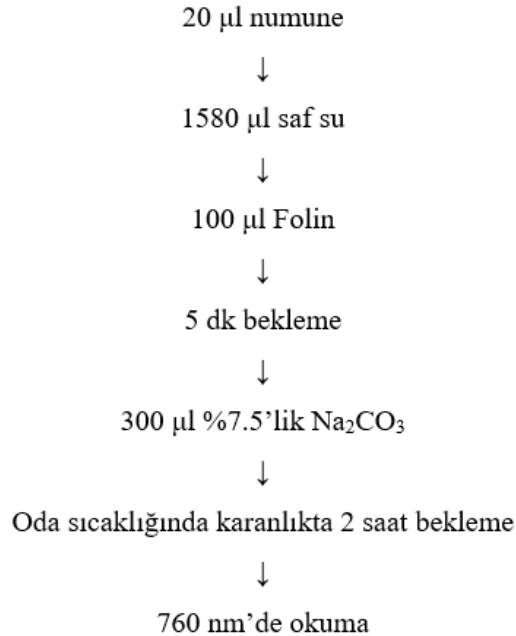 20 µl numune
↓
1580 µl saf su
↓
100 µl Folin
↓
5 dk bekleme
↓
300 µl %7.5’lik Na₂CO₃
↓
Oda sıcaklığında karanlıkta 2 saat bekleme
↓
760 nm’de okuma